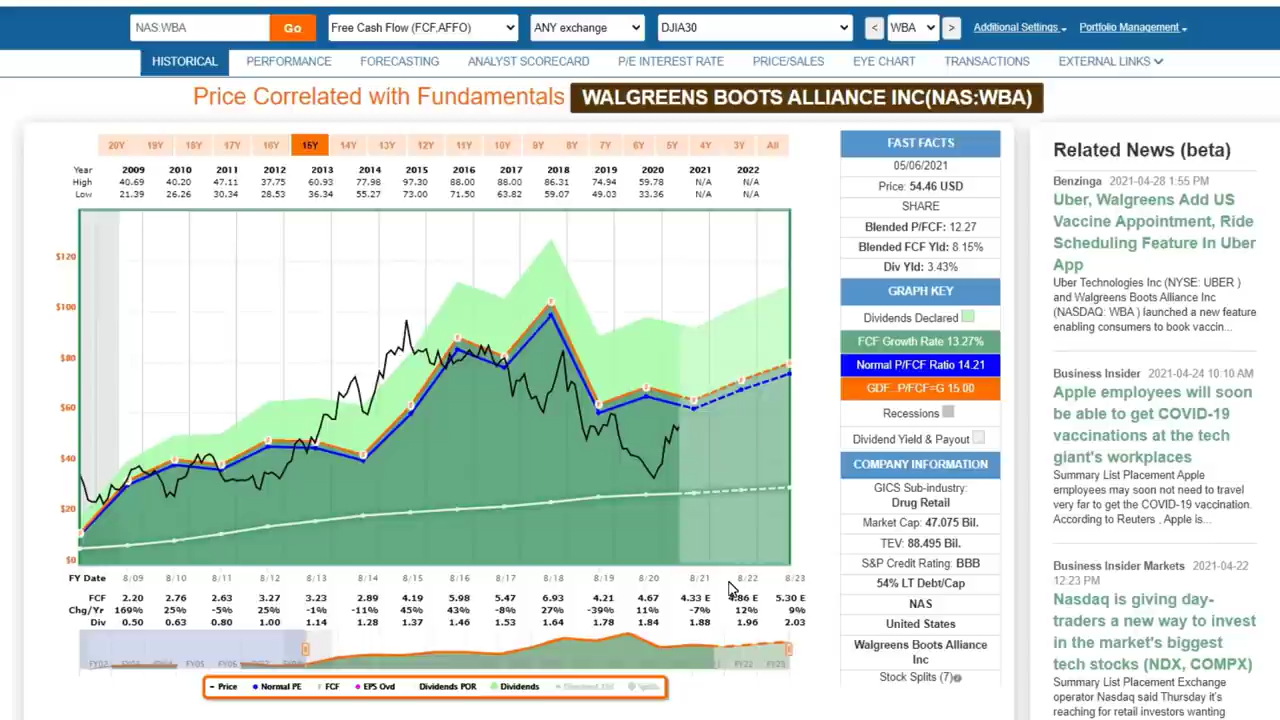 NAS:WBA Go Free Cash Flow (FCF,AFFO) ANY exchange DJIA30 < WBA > Additional Settings Portfolio Management
HISTORICAL PERFORMANCE FORECASTING ANALYST SCORECARD P/E INTEREST RATE PRICE/SALES EYE CHART TRANSACTIONS EXTERNAL LINKS
Price Correlated with Fundamentals WALGREENS BOOTS ALLIANCE INC(NAS:WBA)
20Y 19Y 18Y 17Y 16Y 15Y 14Y 13Y 12Y 11Y 10Y 9Y 8Y 7Y 6Y 5Y 4Y 3Y All
Year 2009 2010 2011 2012 2013 2014 2015 2016 2017 2018 2019 2020 2021 2022
High 40.69 40.20 47.11 37.75 60.93 77.98 97.30 88.00 88.00 86.31 74.94 59.78 N/A N/A
Low 21.39 26.26 30.34 28.53 36.34 55.27 73.00 71.50 63.82 59.07 49.03 33.36 N/A N/A
$120
$100
$80
$60
$40
$20
$0
FY Date 8/09 8/10 8/11 8/12 8/13 8/14 8/15 8/16 8/17 8/18 8/19 8/20 8/21 8/22 8/23
FCF 2.20 2.76 2.63 3.27 3.23 2.89 4.19 5.98 5.47 6.93 4.21 4.67 4.33 E 4.86 E 5.30 E
Chg/Yr 169% 25% -5% 25% -1% -11% 45% 43% -8% 27% -39% 11% -7% 12% 9%
Div 0.50 0.63 0.80 1.00 1.14 1.28 1.37 1.46 1.53 1.64 1.78 1.84 1.88 1.96 2.03
Price Normal PE FCF EPS Ovd Dividends POR Dividends
FAST FACTS
05/06/2021
Price: 54.46 USD
SHARE
Blended P/FCF: 12.27
Blended FCF Yld: 8.15%
Div Yld: 3.43%
GRAPH KEY
Dividends Declared
FCF Growth Rate 13.27%
Normal P/FCF Ratio 14.21
GDF...P/FCF=G 15.00
Recessions
Dividend Yield & Payout
COMPANY INFORMATION
GICS Sub-industry:
Drug Retail
Market Cap: 47.075 Bil.
TEV: 88.495 Bil.
S&P Credit Rating: BBB
54% LT Debt/Cap
NAS
United States
Walgreens Boots Alliance
Inc
Stock Splits (7)
Related News (beta)
Benzinga 2021-04-28 1:55 PM
Uber, Walgreens Add US
Vaccine Appointment, Ride
Scheduling Feature In Uber
App
Uber Technologies Inc (NYSE: UBER )
and Walgreens Boots Alliance Inc
(NASDAQ: WBA ) launched a new feature
enabling consumers to book vaccin...
Business Insider 2021-04-24 10:10 AM
Apple employees will soon
be able to get COVID-19
vaccinations at the tech
giant's workplaces
Summary List Placement Apple
employees may soon not need to travel
very far to get the COVID-19 vaccination.
According to Reuters , Apple is...
Business Insider Markets 2021-04-22
12:23 PM
Nasdaq is giving day-
traders a new way to invest
in the market's biggest
tech stocks (NDX, COMPX)
Summary List Placement Exchange
operator Nasdaq said Thursday it's
reaching for retail investors wanting